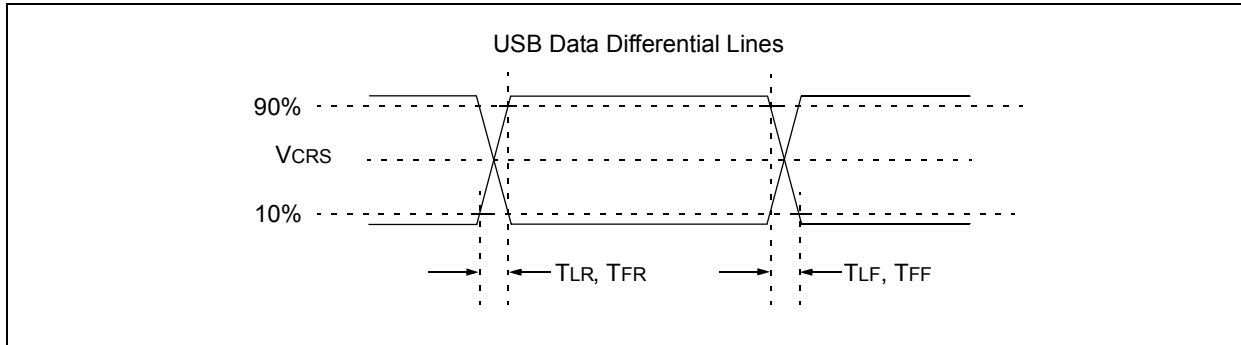 USB Data Differential Lines
90%
VCRS
10%
TLR, TFR
TLF, TFF